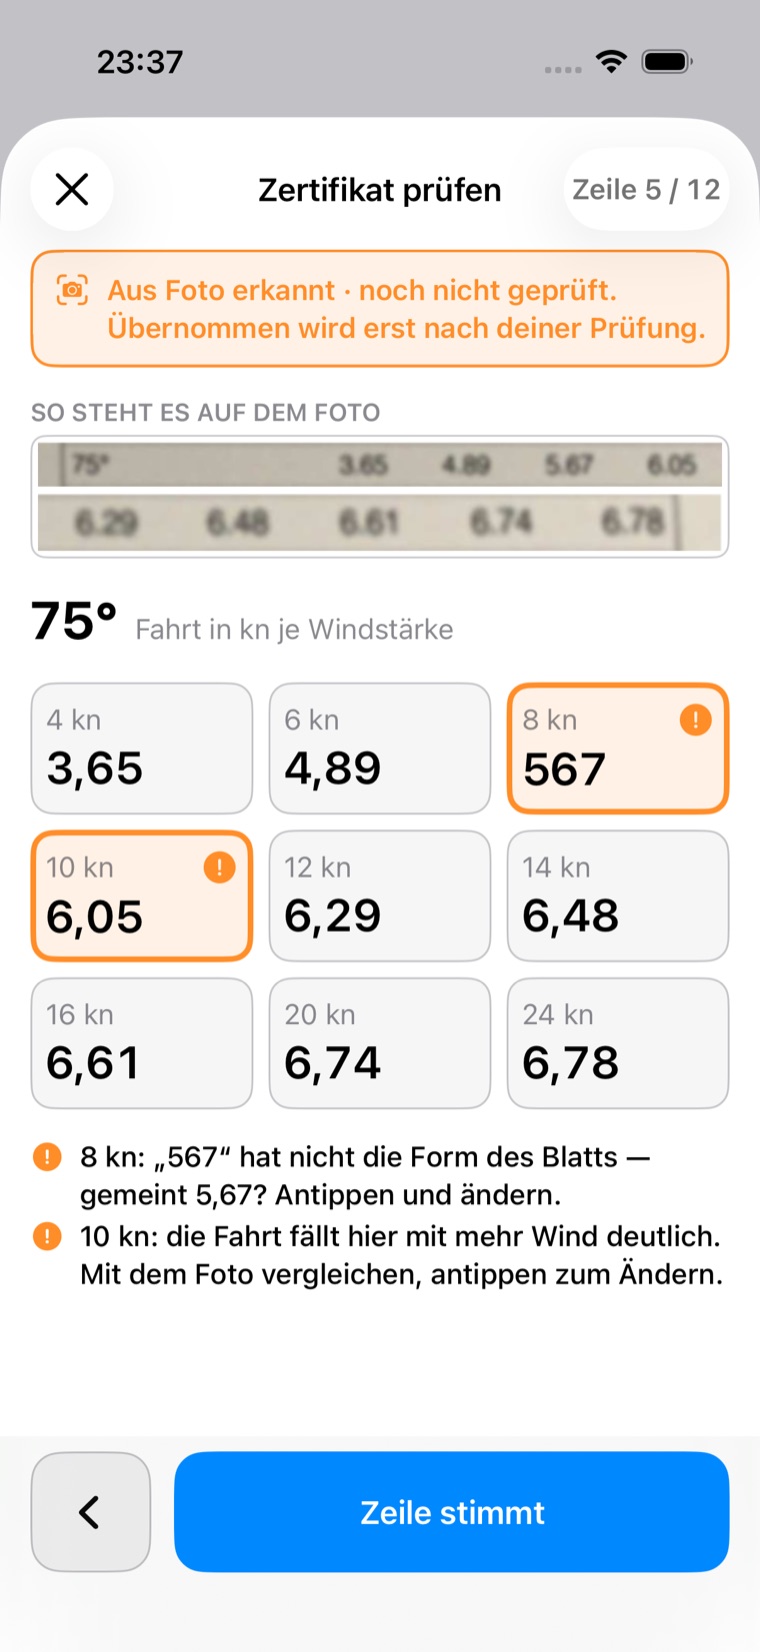 23:37
Zertifikat prüfen
Zeile 5 / 12
Aus Foto erkannt · noch nicht geprüft.
Übernommen wird erst nach deiner Prüfung.
SO STEHT ES AUF DEM FOTO
75° 3.65 4.89 5.67 6.05
6.29 6.48 6.61 6.74 6.78
75° Fahrt in kn je Windstärke
4 kn
3,65
6 kn
4,89
8 kn
567
10 kn
6,05
12 kn
6,29
14 kn
6,48
16 kn
6,61
20 kn
6,74
24 kn
6,78
8 kn: „567“ hat nicht die Form des Blatts —
gemeint 5,67? Antippen und ändern.
10 kn: die Fahrt fällt hier mit mehr Wind deutlich.
Mit dem Foto vergleichen, antippen zum Ändern.
Zeile stimmt